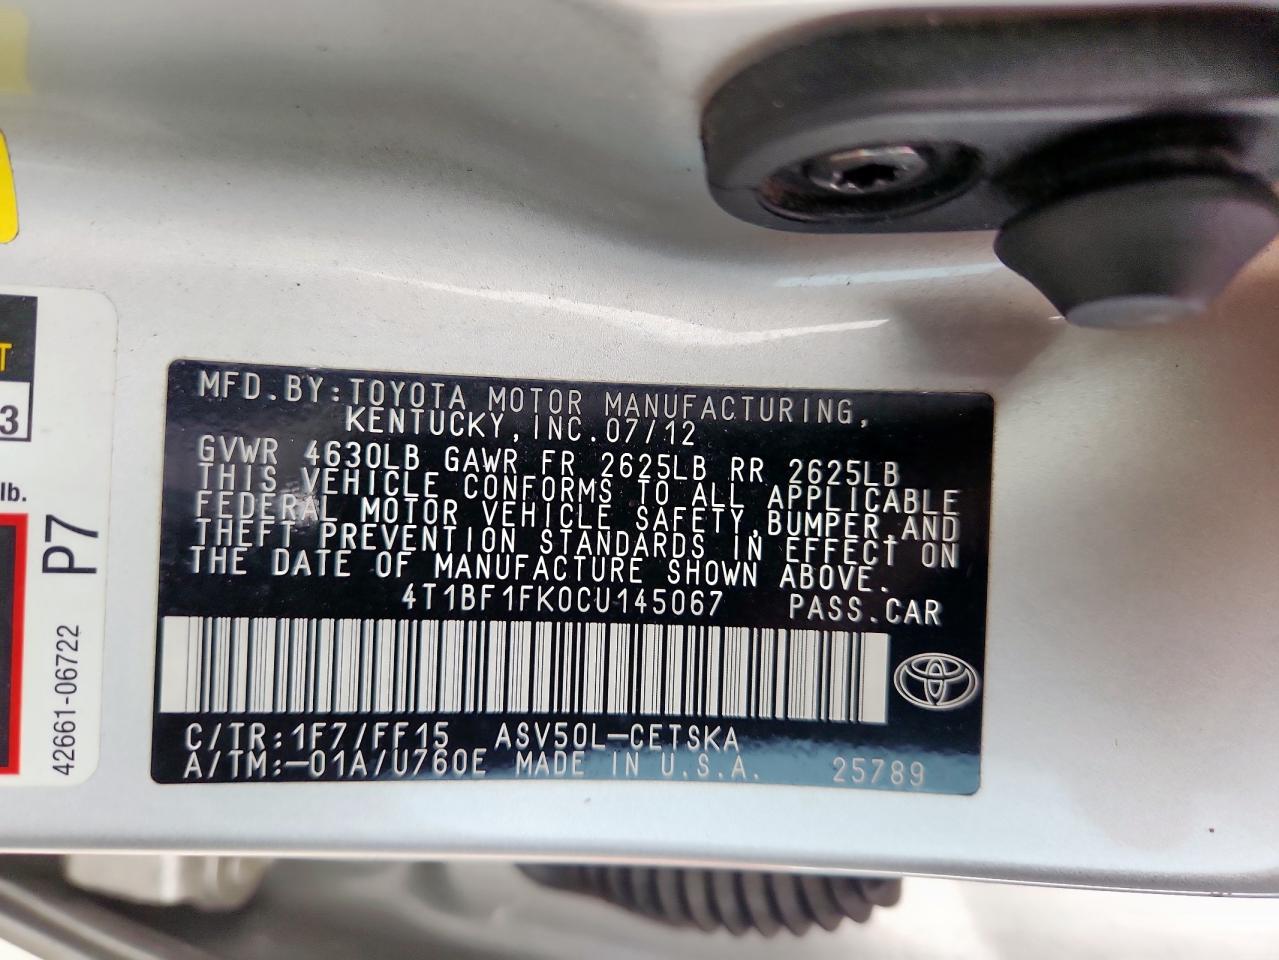 MFD.BY:TOYOTA MOTOR MANUFACTURING,
KENTUCKY,INC.07/12
GVWR 4630LB GAWR FR 2625LB RR 2625LB
THIS VEHICLE CONFORMS TO ALL APPLICABLE
FEDERAL MOTOR VEHICLE SAFETY,BUMPER,AND
THEFT PREVENTION STANDARDS IN EFFECT ON
THE DATE OF MANUFACTURE SHOWN ABOVE.
4T1BF1FK0CU145067 PASS.CAR
C/TR:1F7/FF15 ASV50L-CETSKA
A/TM:-01A/U760E MADE IN U.S.A. 25789
T
3
lb.
P7
42661-06722